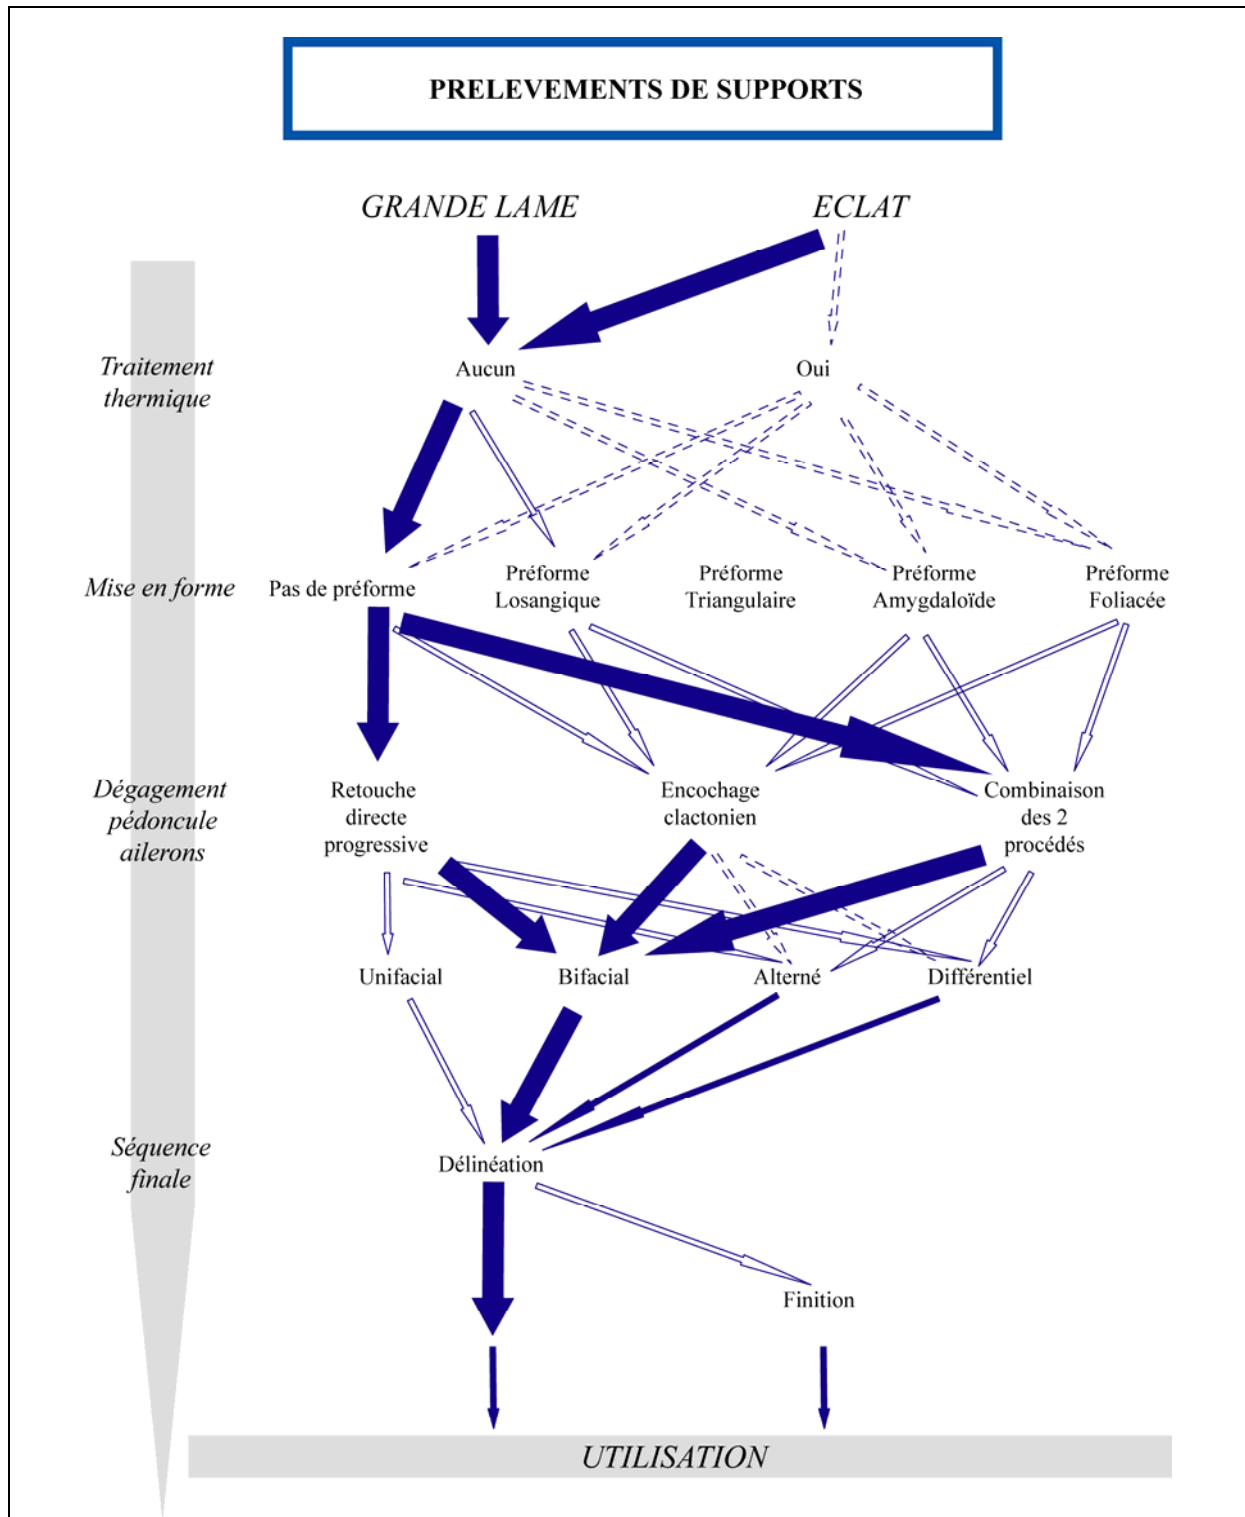 PRELEVEMENTS DE SUPPORTS
GRANDE LAME
ECLAT
Traitement
thermique
Aucun
Oui
Mise en forme
Pas de préforme
Préforme
Losangique
Préforme
Triangulaire
Préforme
Amygdaloïde
Préforme
Foliacée
Dégagement
pédoncule
ailerons
Retouche
directe
progressive
Encochage
clactonien
Combinaison
des 2
procédés
Unifacial
Bifacial
Alterné
Différentiel
Séquence
finale
Délinéation
Finition
UTILISATION